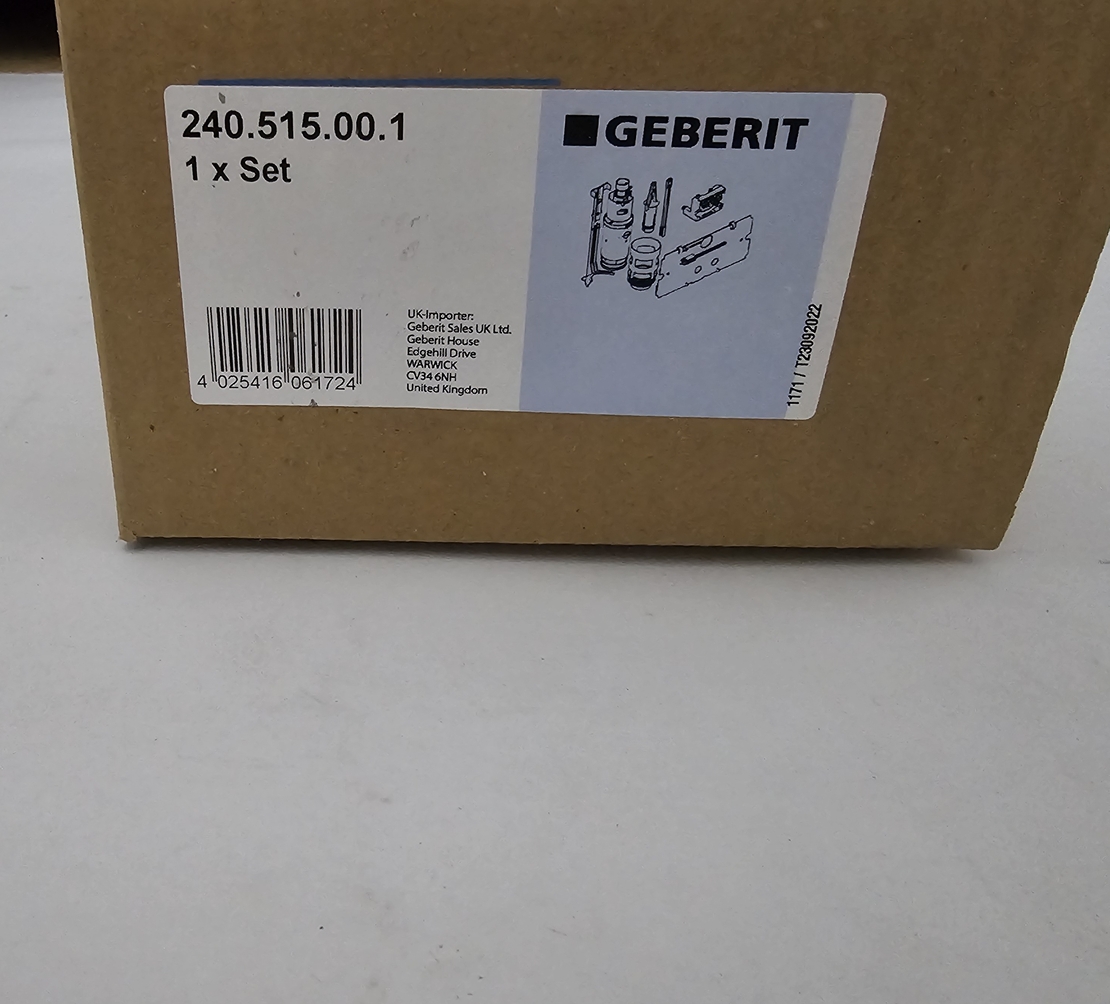 240.515.00.1
1 x Set
GEBERIT
4 025416 061724
UK-Importer:
Geberit Sales UK Ltd.
Geberit House
Edgehill Drive
WARWICK
CV34 6NH
United Kingdom
1171 / T23092022